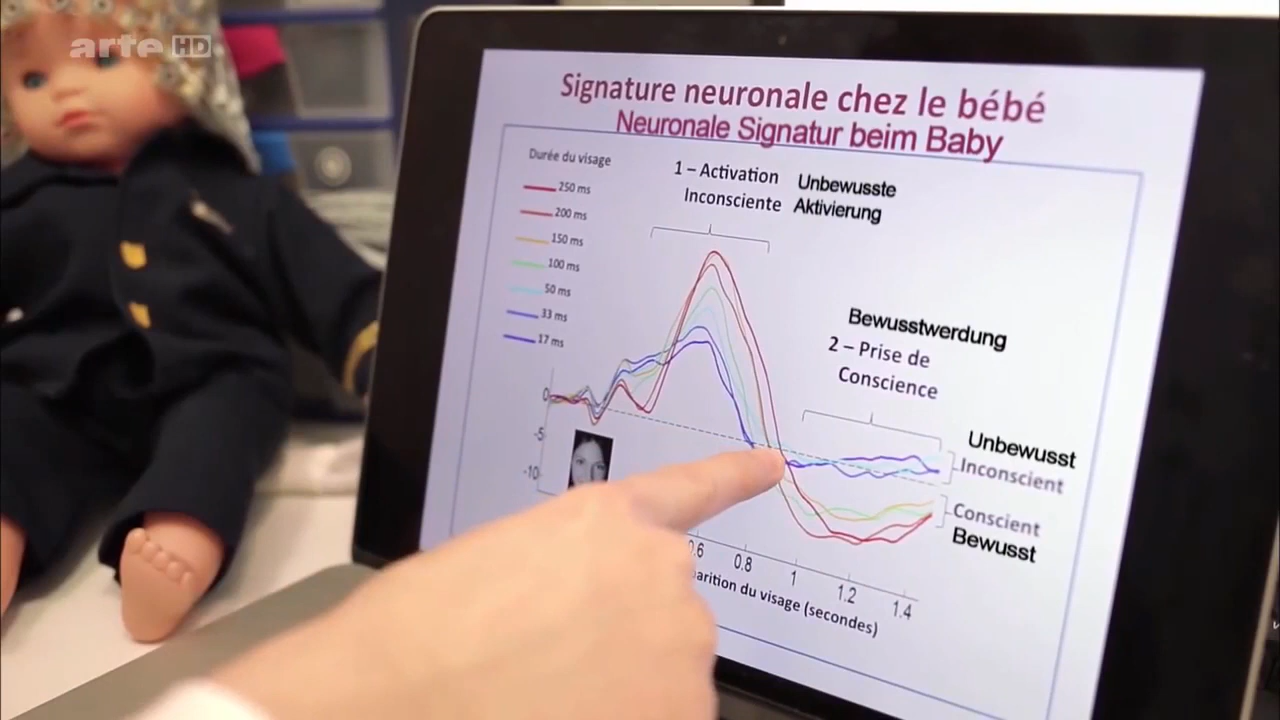 arte HD
Signature neuronale chez le bébé
Neuronale Signatur beim Baby
Durée du visage
250 ms
200 ms
150 ms
100 ms
50 ms
33 ms
17 ms
1 – Activation
Inconsciente
Unbewusste
Aktivierung
Bewusstwerdung
2 – Prise de
Conscience
Unbewusst
Inconscient
Conscient
Bewusst
0
-5
-10
0.8
1
1.2
1.4
du visage (secondes)